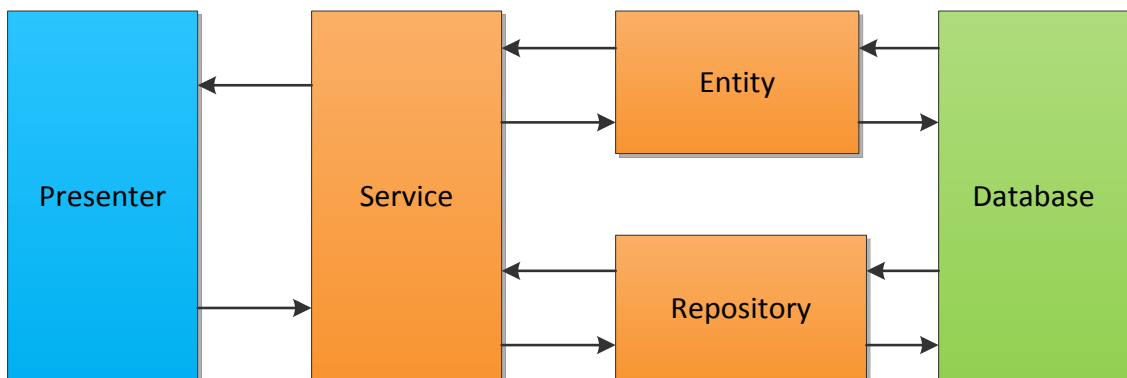 Presenter
Service
Entity
Repository
Database